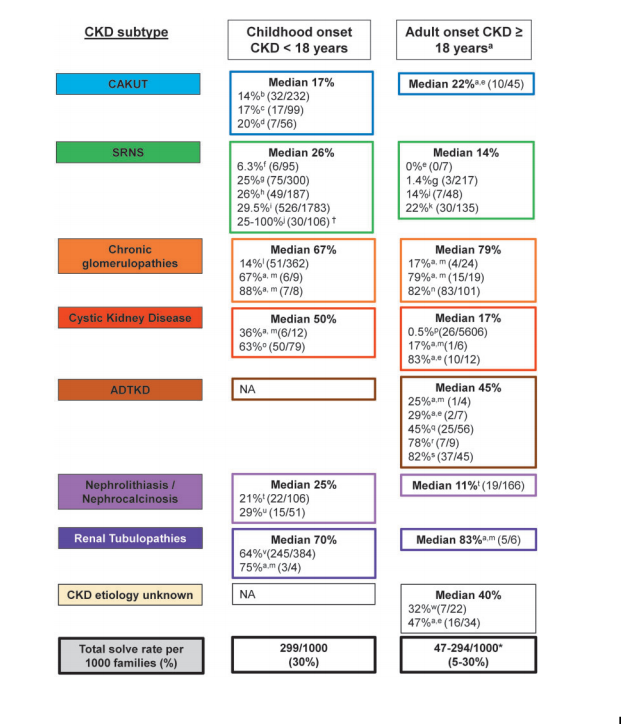 CKD subtype
Childhood onset
CKD < 18 years
Adult onset CKD ≥
18 yearsᵃ
CAKUT
Median 17%
14%ᵇ (32/232)
17%ᶜ (17/99)
20%ᵈ (7/56)
Median 22%ᵃ·ᵉ (10/45)
SRNS
Median 26%
6.3%ᶠ (6/95)
25%ᵍ (75/300)
26%ʰ (49/187)
29.5%ⁱ (526/1783)
25-100%ʲ (30/106) †
Median 14%
0%ᵉ (0/7)
1.4%g (3/217)
14%ʲ (7/48)
22%ᵏ (30/135)
Chronic
glomerulopathies
Median 67%
14%ˡ (51/362)
67%ᵃ· ᵐ (6/9)
88%ᵃ· ᵐ (7/8)
Median 79%
17%ᵃ· ᵐ (4/24)
79%ᵃ· ᵐ (15/19)
82%ⁿ (83/101)
Cystic Kidney Disease
Median 50%
36%ᵃ· ᵐ(6/12)
63%ᵒ (50/79)
Median 17%
0.5%ᵖ(26/5606)
17%ᵃ·ᵐ(1/6)
83%ᵃ·ᵉ (10/12)
ADTKD
NA
Median 45%
25%ᵃ·ᵐ (1/4)
29%ᵃ·ᵉ (2/7)
45%q (25/56)
78%ʳ (7/9)
82%ˢ (37/45)
Nephrolithiasis /
Nephrocalcinosis
Median 25%
21%ᵗ (22/106)
29%ᵘ (15/51)
Median 11%ᵗ (19/166)
Renal Tubulopathies
Median 70%
64%ᵛ(245/384)
75%ᵃ·ᵐ (3/4)
Median 83%ᵃ·ᵐ (5/6)
CKD etiology unknown
NA
Median 40%
32%ʷ(7/22)
47%ᵃ·ᵉ (16/34)
Total solve rate per
1000 families (%)
299/1000
(30%)
47-294/1000*
(5-30%)